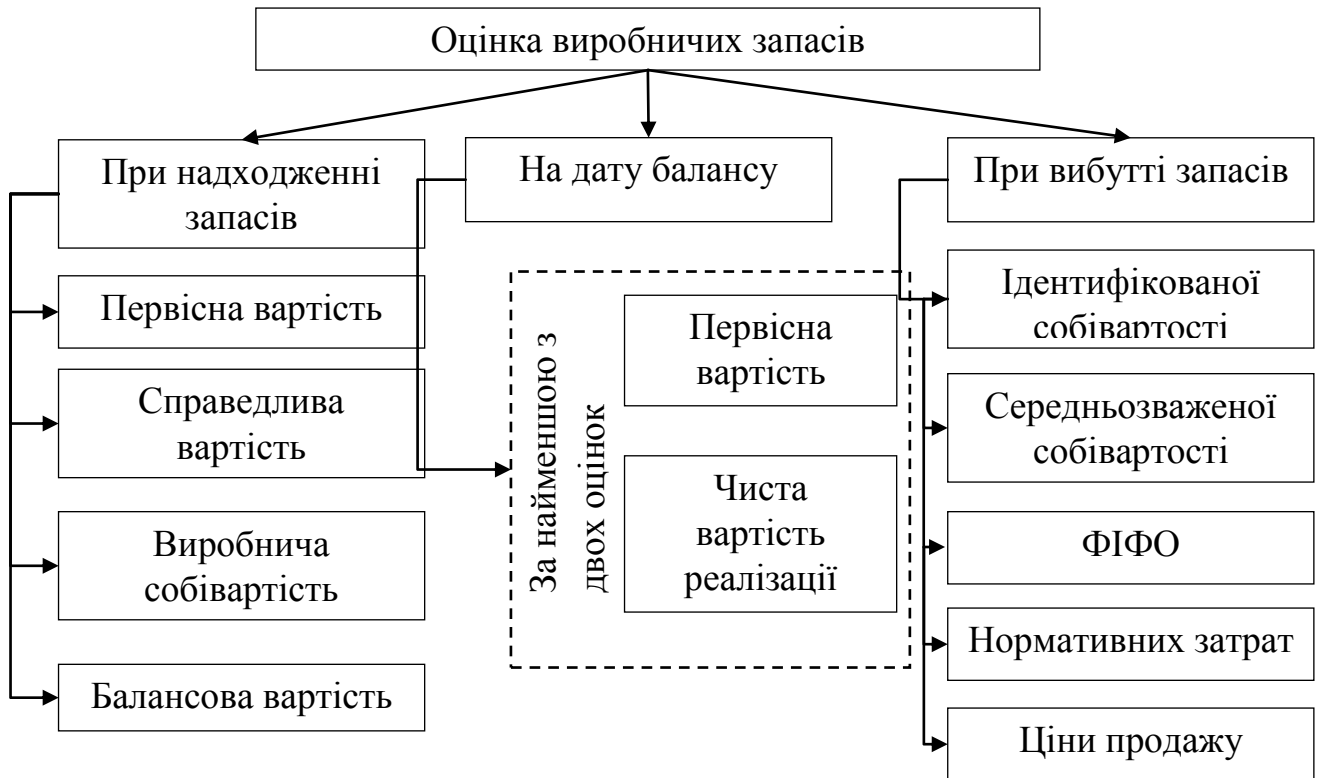 Оцінка виробничих запасів
При надходженні
запасів
Первісна вартість
Справедлива
вартість
Виробнича
собівартість
Балансова вартість
На дату балансу
За найменшою з
двох оцінок
Первісна
вартість
Чиста
вартість
реалізації
При вибутті запасів
Ідентифікованої
собівартості
Середньозваженої
собівартості
ФІФО
Нормативних затрат
Ціни продажу